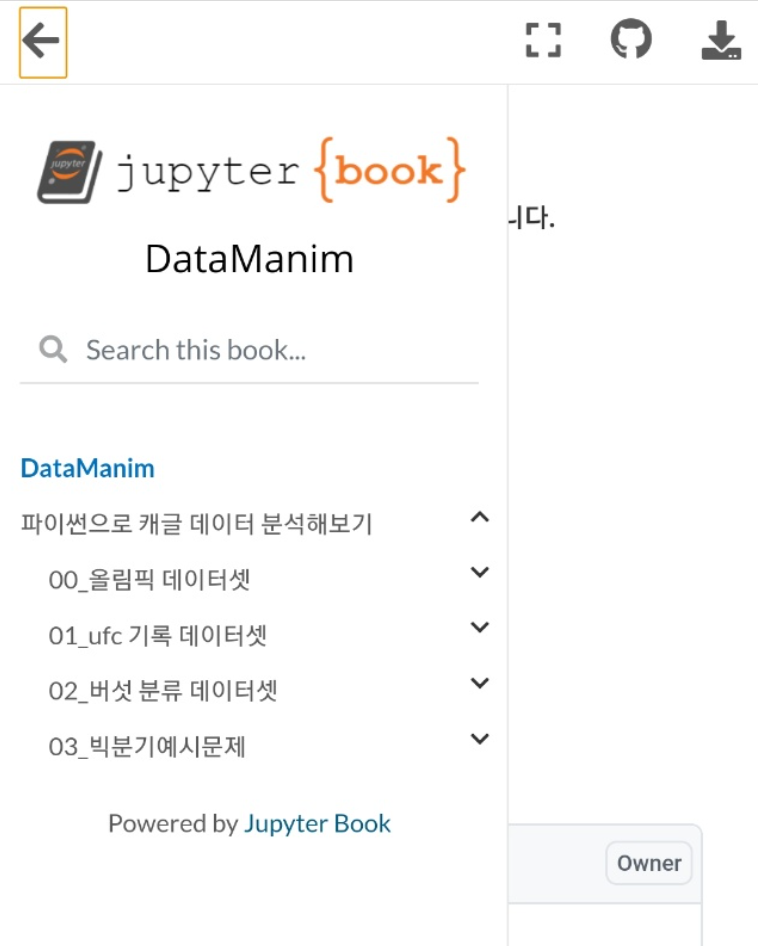 jupyter
jupyter {book}
니다.
DataManim
Search this book...
DataManim
파이썬으로 캐글 데이터 분석해보기
00_올림픽 데이터셋
01_ufc 기록 데이터셋
02_버섯 분류 데이터셋
03_빅분기예시문제
Powered by Jupyter Book
Owner